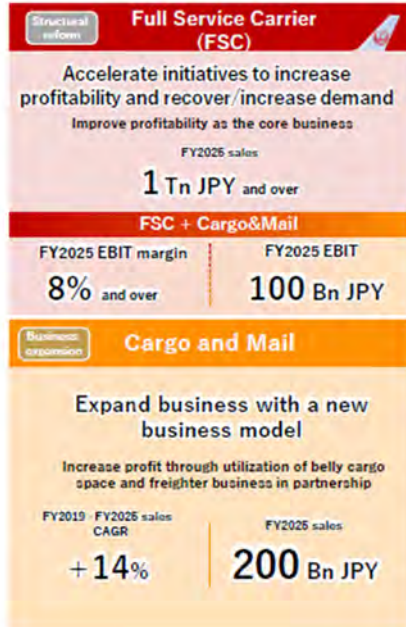 Structural
reform
Full Service Carrier
(FSC)
Accelerate initiatives to increase
profitability and recover/increase demand
Improve profitability as the core business
FY2025 sales
1 Tn JPY and over
FSC + Cargo&Mail
FY2025 EBIT margin
FY2025 EBIT
8% and over
100 Bn JPY
Business
expansion
Cargo and Mail
Expand business with a new
business model
Increase profit through utilization of belly cargo
space and freighter business in partnership
FY2019 - FY2025 sales
CAGR
FY2025 sales
+14%
200 Bn JPY